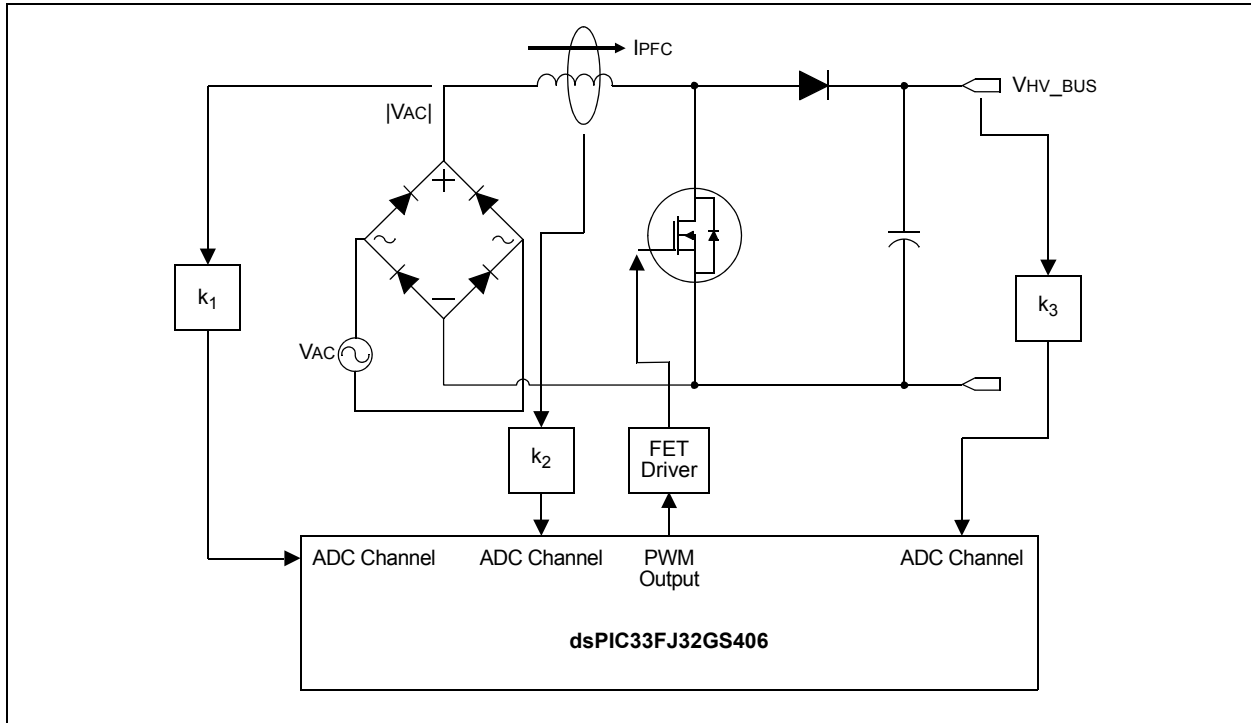 IPFC
VHV_BUS
|VAC|
k1
k3
VAC
k2
FET
Driver
ADC Channel
ADC Channel
PWM
Output
ADC Channel
dsPIC33FJ32GS406